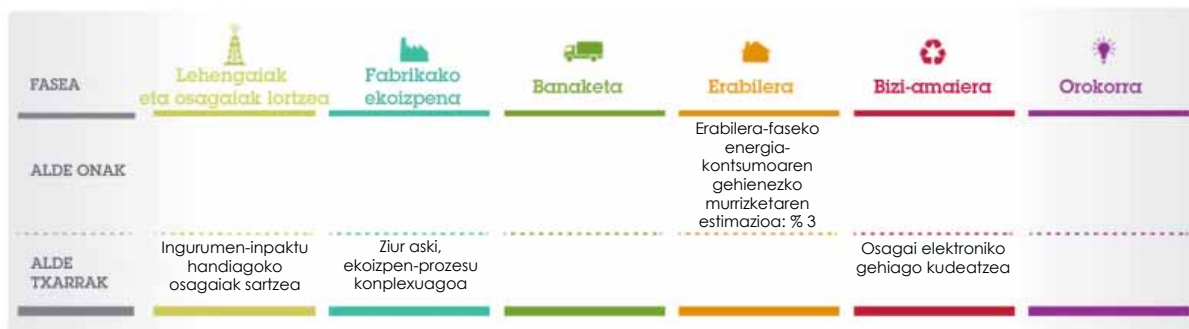 FASEA
Lehengaiak
eta osagaiak lortzea
Fabrikako
ekoizpena
Banaketa
Erabilera
Bizi-amaiera
Orokorra
ALDE ONAK
Erabilera-faseko
energia-
kontsumoaren
gehienezko
murrizketaren
estimazioa: % 3
ALDE
TXARRAK
Ingurumen-inpaktu
handiagoko
osagaiak sartzea
Ziur aski,
ekoizpen-prozesu
konplexuagoa
Osagai elektroniko
gehiago kudeatzea